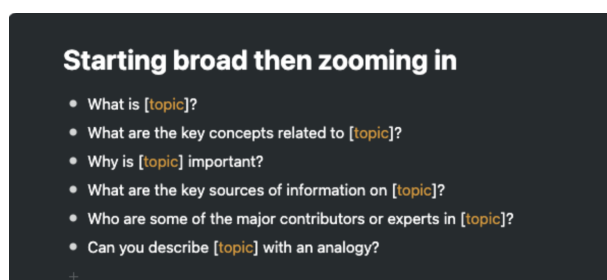 Starting broad then zooming in
What is [topic]?
What are the key concepts related to [topic]?
Why is [topic] important?
What are the key sources of information on [topic]?
Who are some of the major contributors or experts in [topic]?
Can you describe [topic] with an analogy?